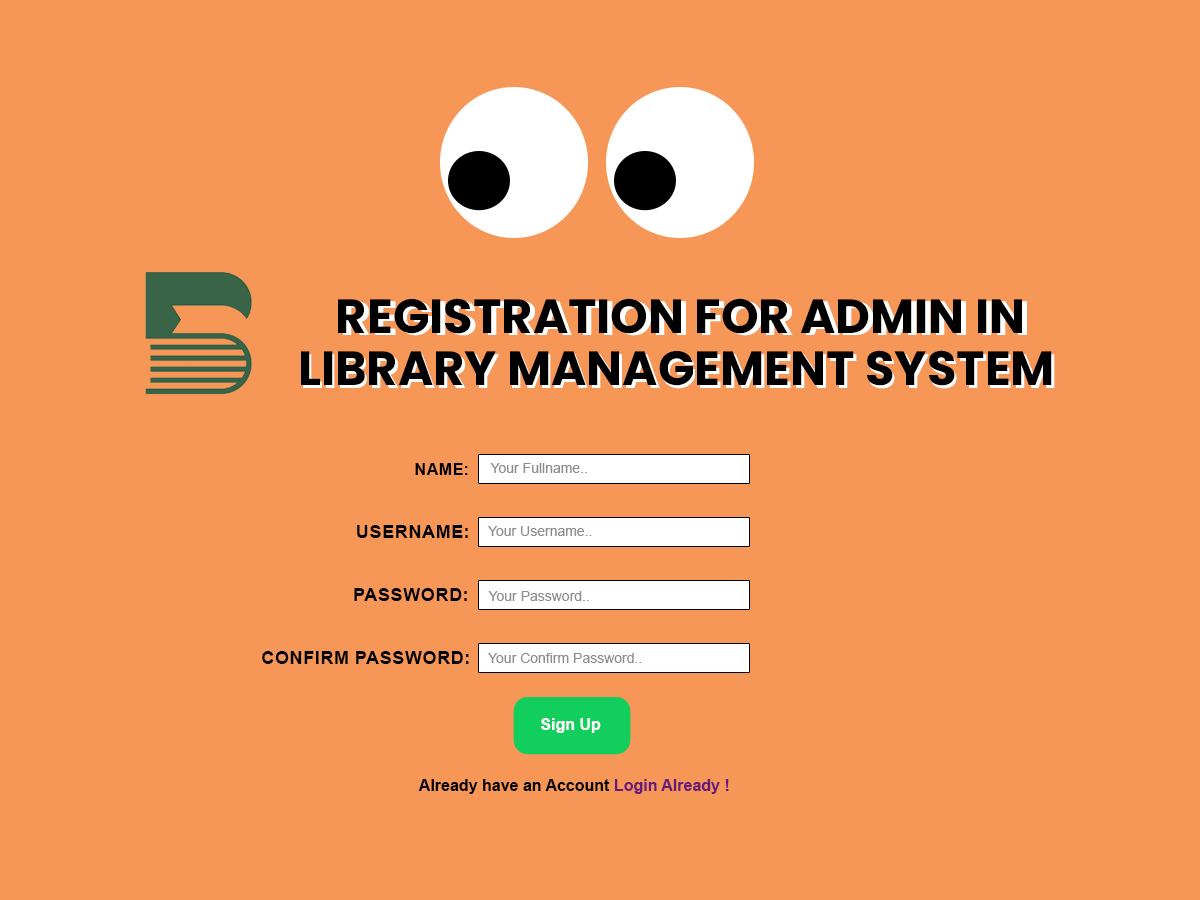 REGISTRATION FOR ADMIN IN
LIBRARY MANAGEMENT SYSTEM
NAME: Your Fullname..
USERNAME: Your Username..
PASSWORD: Your Password..
CONFIRM PASSWORD: Your Confirm Password..
Sign Up
Already have an Account Login Already !